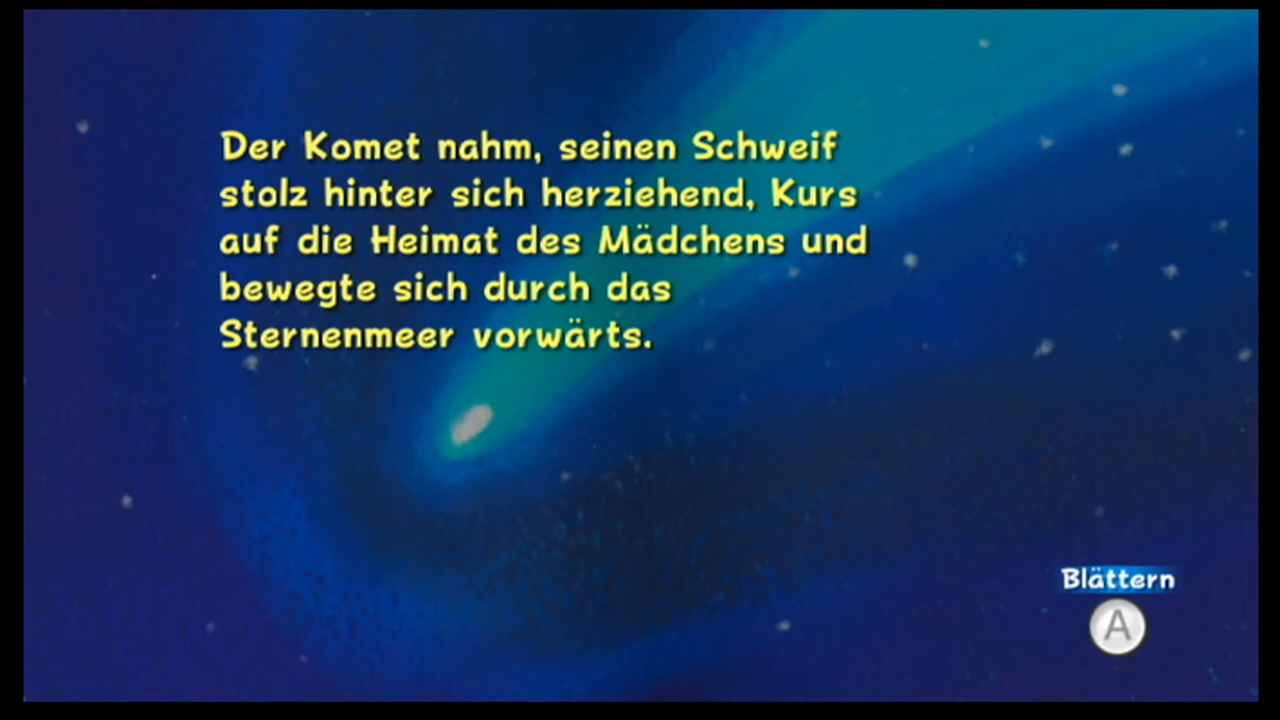 Der Komet nahm, seinen Schweif
stolz hinter sich herziehend, Kurs
auf die Heimat des Mädchens und
bewegte sich durch das
Sternenmeer vorwärts.
Blättern
A